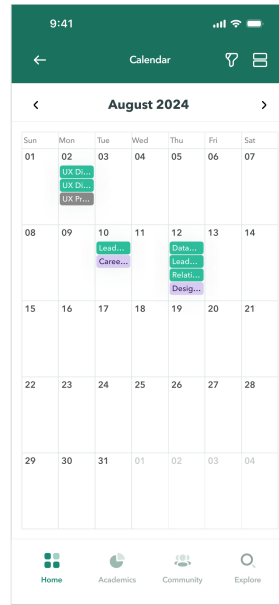 9:41
Calendar
August 2024
Sun Mon Tue Wed Thu Fri Sat
01 02 03 04 05 06 07
UX Di...
UX Di...
UX Pr...
08 09 10 11 12 13 14
Lead... Data...
Caree... Lead...
Relati...
Desig...
15 16 17 18 19 20 21
22 23 24 25 26 27 28
29 30 31 01 02 03 04
Home Academics Community Explore